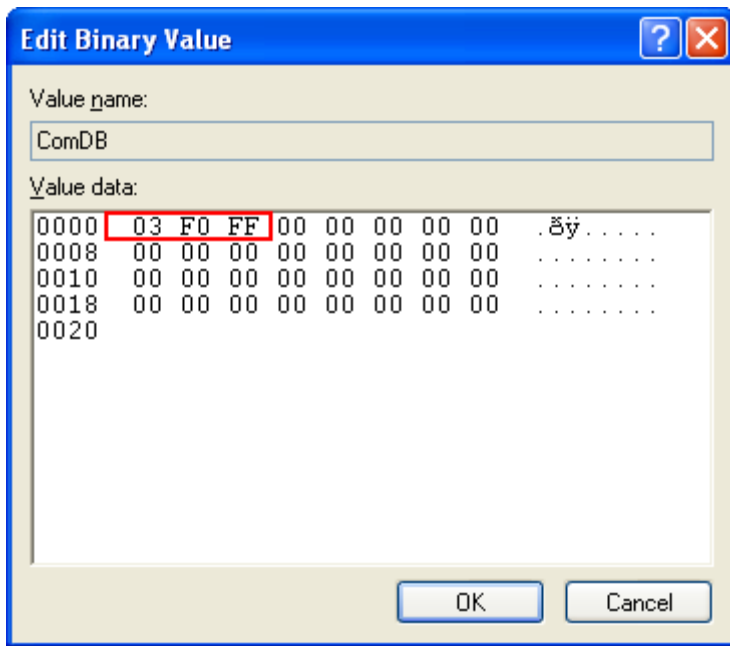 Edit Binary Value
Value name:
ComDB
Value data:
0000 03 F0 FF 00 00 00 00 00 .ðÿ.....
0008 00 00 00 00 00 00 00 00 ........
0010 00 00 00 00 00 00 00 00 ........
0018 00 00 00 00 00 00 00 00 ........
0020
OK Cancel